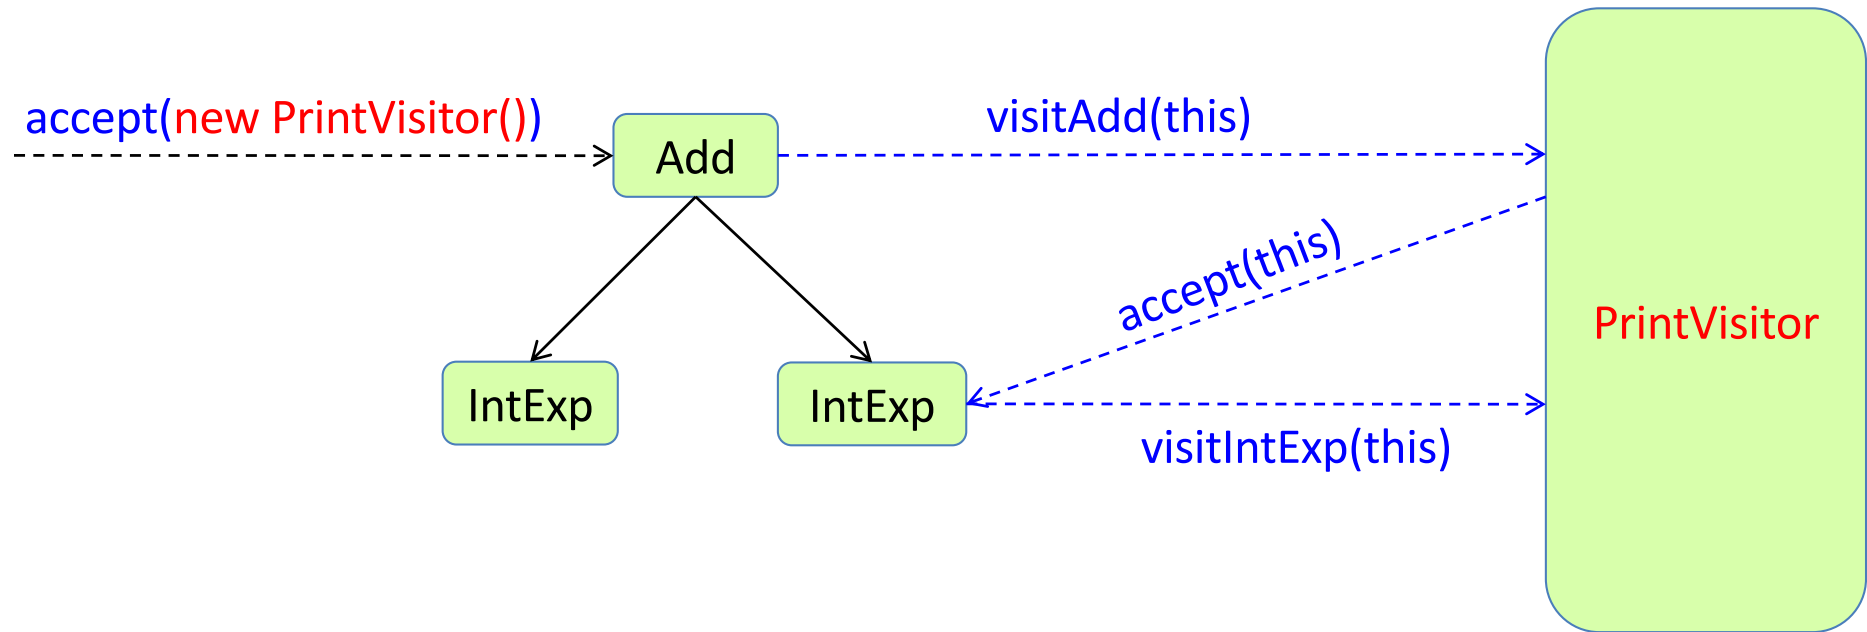 accept(new PrintVisitor())
Add
visitAdd(this)
accept(this)
PrintVisitor
IntExp
IntExp
visitIntExp(this)